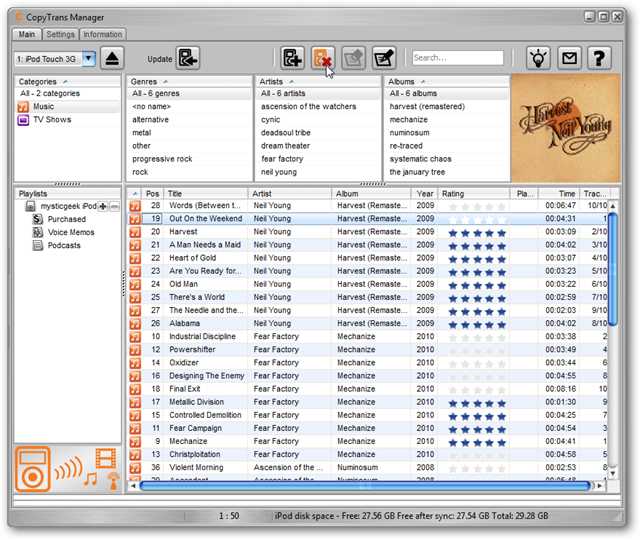 CopyTrans Manager
Main Settings Information
1: iPod Touch 3G Update Search...
Categories Genres Artists Albums
All - 2 categories All - 6 genres All - 6 artists All - 6 albums
Music <no name> ascension of the watchers harvest (remastered)
TV Shows alternative cynic mechanize
metal deadsoul tribe numinosum
other dream theater re-traced
progressive rock fear factory systematic chaos
rock neil young the january tree
Harvest
Neil Young
Playlists
mysticgeek iPod
Purchased
Voice Memos
Podcasts
Pos Title Artist Album Year Rating Pla... Time Trac...
28 Words (Between t... Neil Young Harvest (Remaste... 2009 00:06:47 10/10
19 Out On the Weekend Neil Young Harvest (Remaste... 2009 00:04:31 1
20 Harvest Neil Young Harvest (Remaste... 2009 00:03:09 2/10
21 A Man Needs a Maid Neil Young Harvest (Remaste... 2009 00:04:02 3/10
22 Heart of Gold Neil Young Harvest (Remaste... 2009 00:03:07 5/10
23 Are You Ready for... Neil Young Harvest (Remaste... 2009 00:03:23 5/10
24 Old Man Neil Young Harvest (Remaste... 2009 00:03:22 6/10
25 There's a World Neil Young Harvest (Remaste... 2009 00:02:59 7/10
27 The Needle and the... Neil Young Harvest (Remaste... 2009 00:02:03 9/10
26 Alabama Neil Young Harvest (Remaste... 2009 00:04:02 8/10
10 Industrial Discipline Fear Factory Mechanize 2010 00:03:38 2
12 Powershifter Fear Factory Mechanize 2010 00:03:49 4
14 Oxidizer Fear Factory Mechanize 2010 00:03:44 6
16 Designing The Enemy Fear Factory Mechanize 2010 00:04:55 8
18 Final Exit Fear Factory Mechanize 2010 00:08:16 10
17 Metallic Division Fear Factory Mechanize 2010 00:01:30 9
15 Controlled Demolition Fear Factory Mechanize 2010 00:04:25 7
11 Fear Campaign Fear Factory Mechanize 2010 00:04:54 3
9 Mechanize Fear Factory Mechanize 2010 00:04:41 1
13 Christploitation Fear Factory Mechanize 2010 00:04:58 5
36 Violent Morning Ascension of the ... Numinosum 2008 00:02:53 8
1 : 50 iPod disk space - Free: 27.56 GB Free after sync: 27.54 GB Total: 29.28 GB